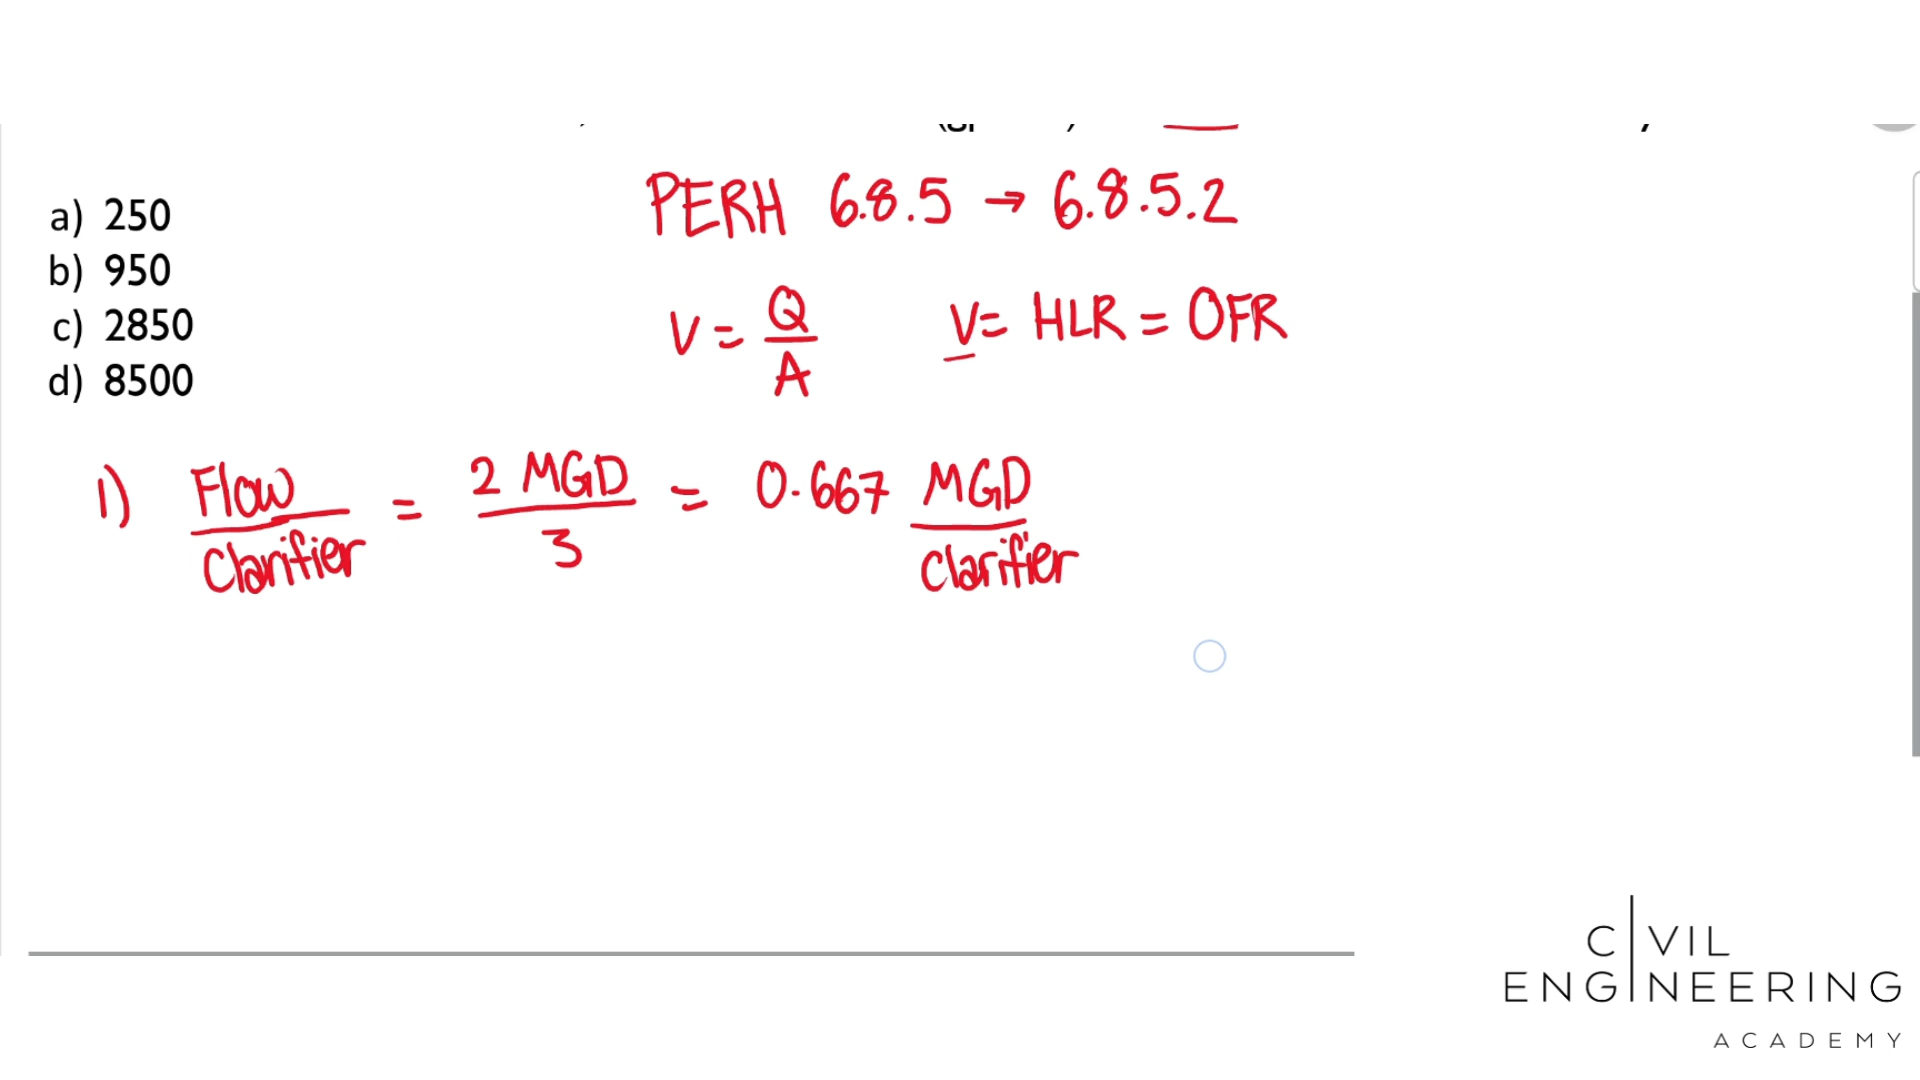 PERH 6.8.5 → 6.8.5.2
a) 250
b) 950
c) 2850
d) 8500
V = Q/A V = HLR = OFR
1) Flow/Clarifier = 2 MGD/3 = 0.667 MGD/Clarifier
CIVIL
ENGINEERING
ACADEMY